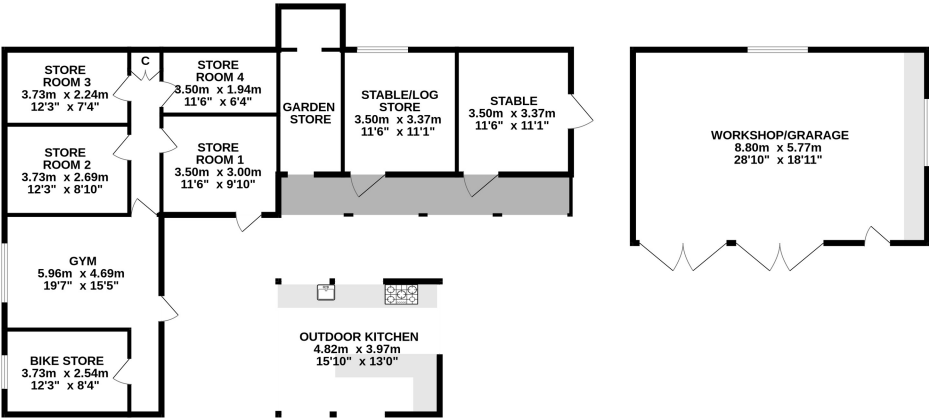 STORE
ROOM 3
3.73m x 2.24m
12'3" x 7'4"
C
STORE
ROOM 4
3.50m x 1.94m
11'6" x 6'4"
GARDEN
STORE
STABLE/LOG
STORE
3.50m x 3.37m
11'6" x 11'1"
STABLE
3.50m x 3.37m
11'6" x 11'1"
WORKSHOP/GRARAGE
8.80m x 5.77m
28'10" x 18'11"
STORE
ROOM 2
3.73m x 2.69m
12'3" x 8'10"
STORE
ROOM 1
3.50m x 3.00m
11'6" x 9'10"
GYM
5.96m x 4.69m
19'7" x 15'5"
OUTDOOR KITCHEN
4.82m x 3.97m
15'10" x 13'0"
BIKE STORE
3.73m x 2.54m
12'3" x 8'4"